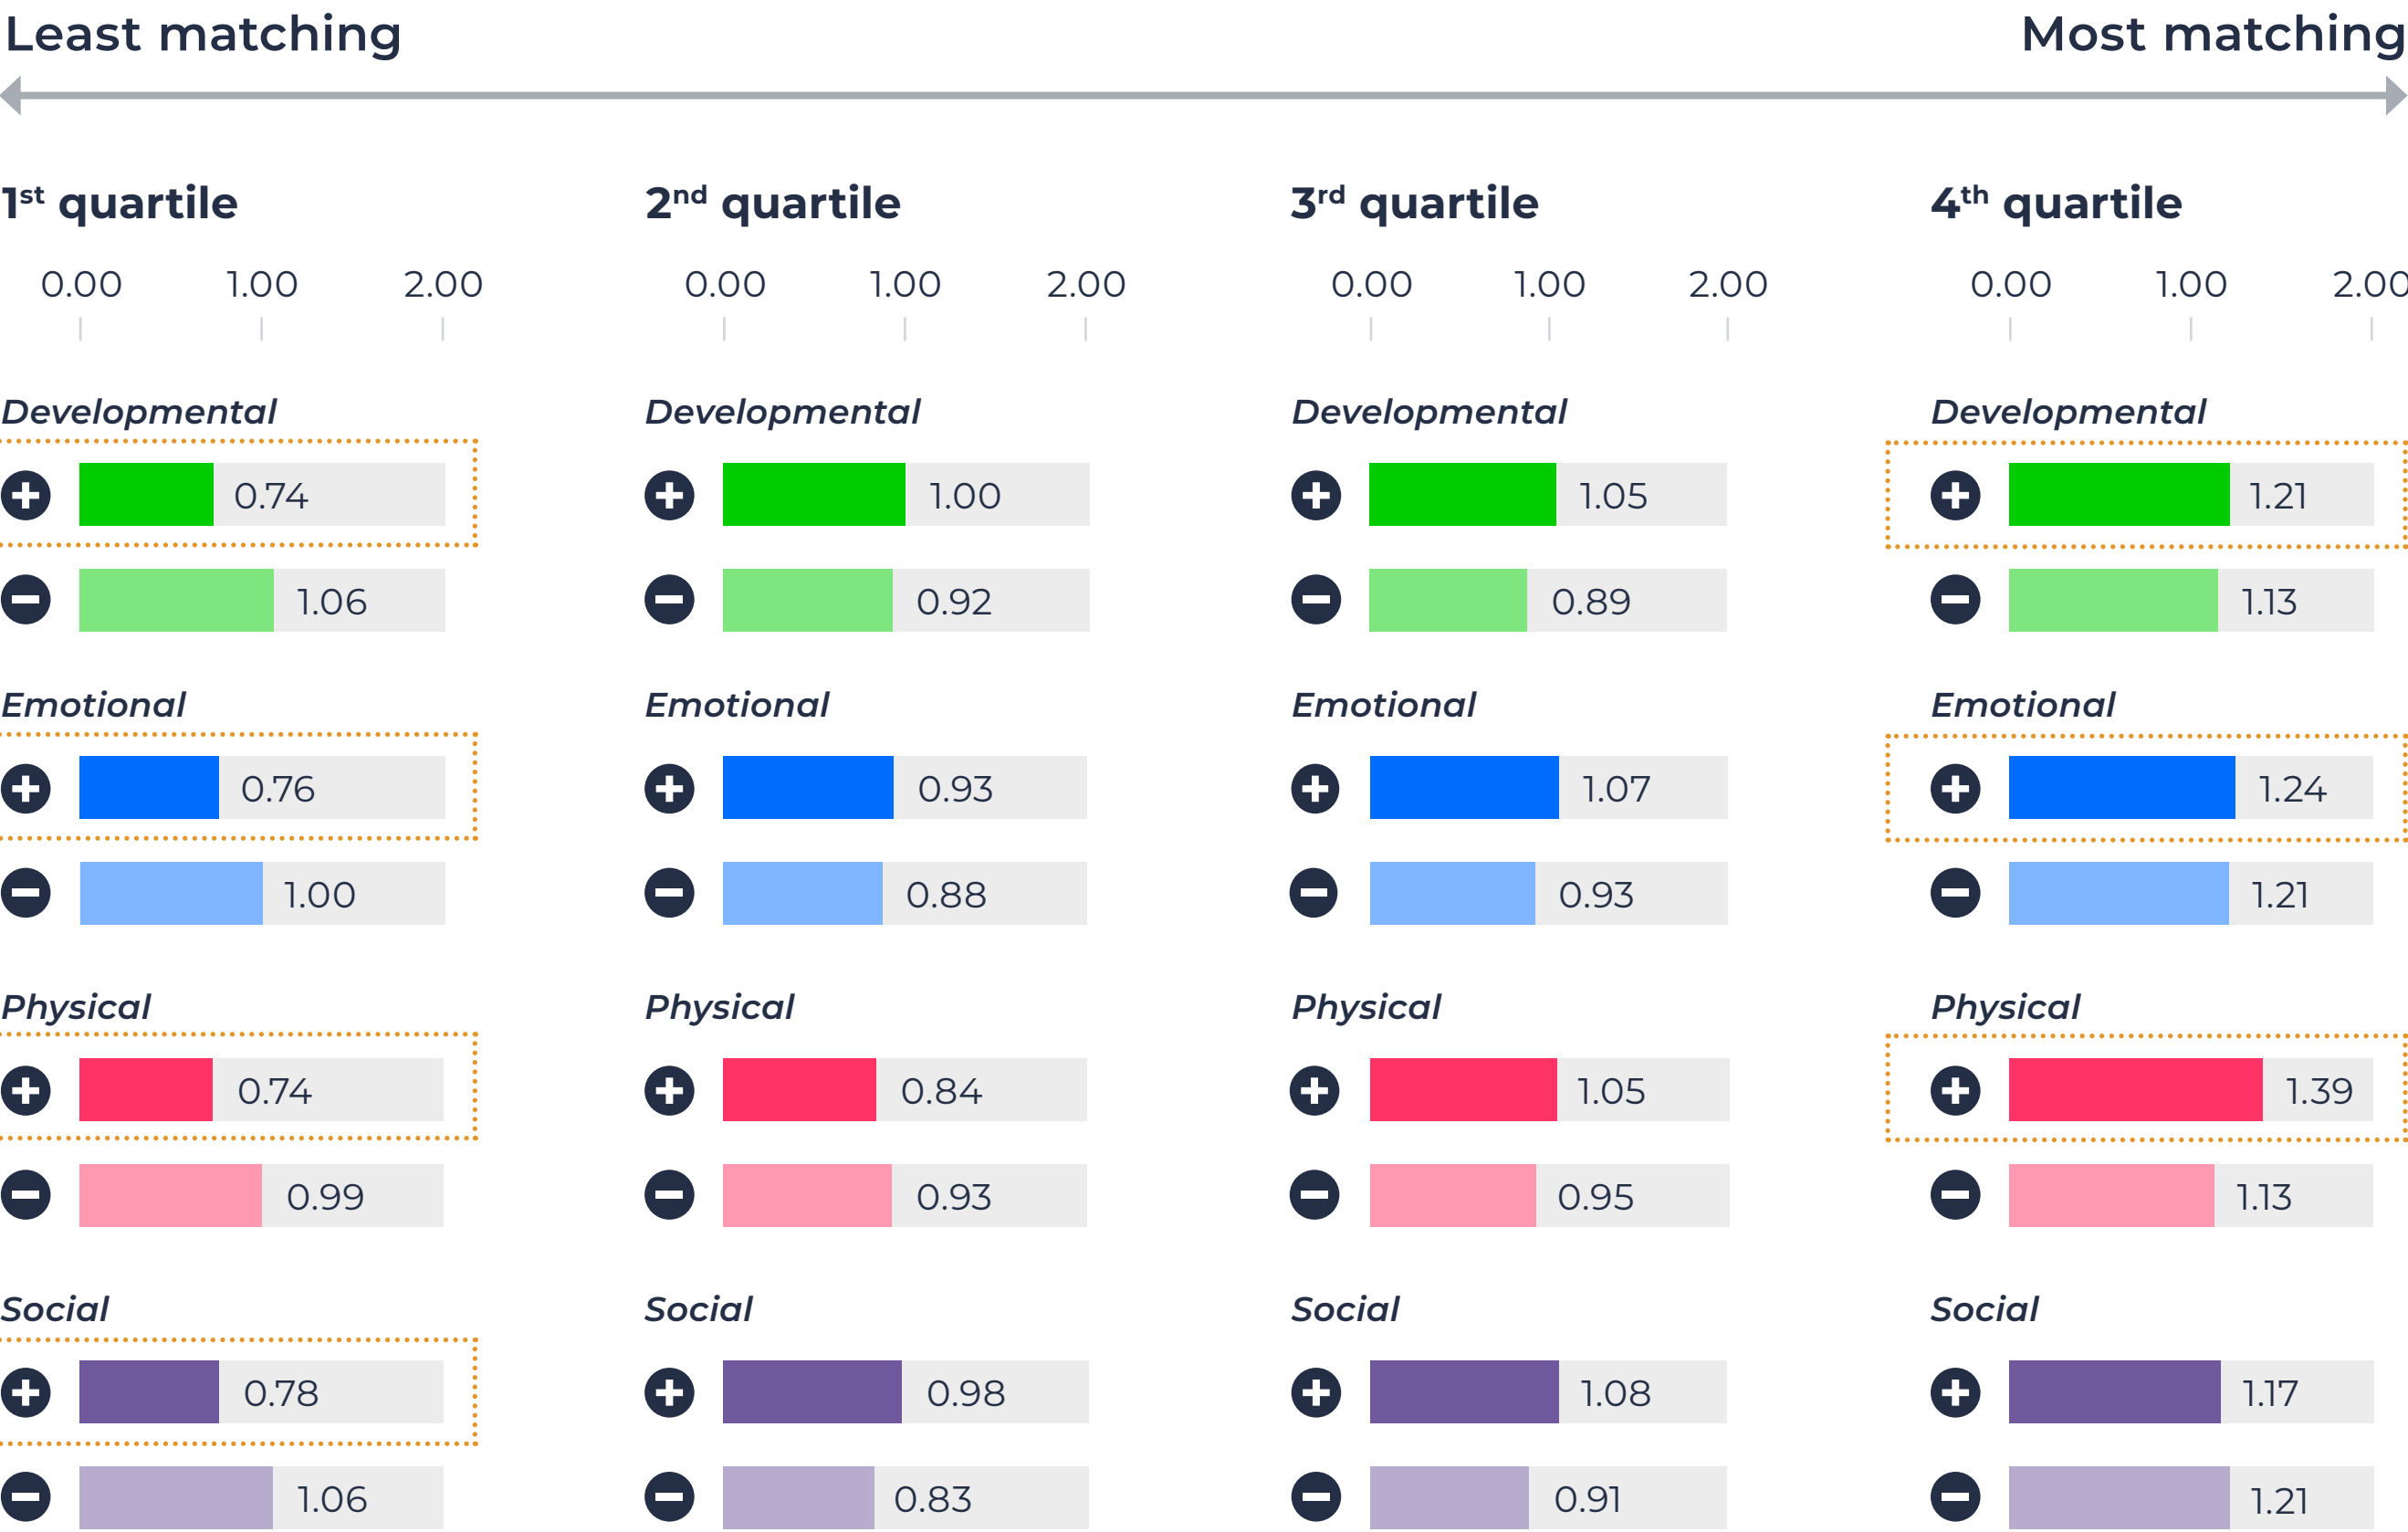 Least matching Most matching
1st quartile 2nd quartile 3rd quartile 4th quartile
0.00 1.00 2.00 0.00 1.00 2.00 0.00 1.00 2.00 0.00 1.00 2.00
Developmental Developmental Developmental Developmental
0.74 1.00 1.05 1.21
1.06 0.92 0.89 1.13
Emotional Emotional Emotional Emotional
0.76 0.93 1.07 1.24
1.00 0.88 0.93 1.21
Physical Physical Physical Physical
0.74 0.84 1.05 1.39
0.99 0.93 0.95 1.13
Social Social Social Social
0.78 0.98 1.08 1.17
1.06 0.83 0.91 1.21